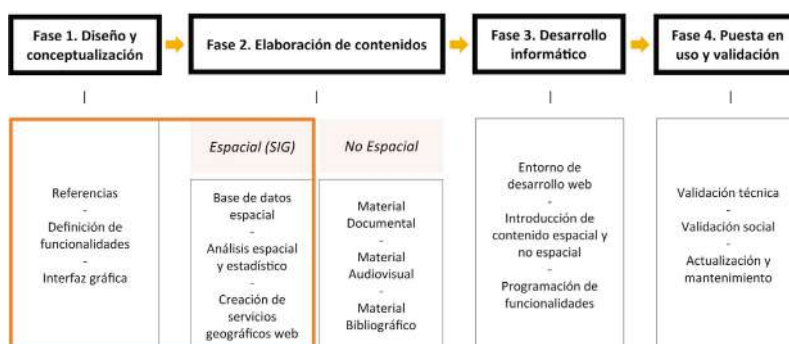 Fase 1. Diseño y
conceptualización
Fase 2. Elaboración de contenidos
Fase 3. Desarrollo
informático
Fase 4. Puesta en
uso y validación
Referencias
-
Definición de
funcionalidades
-
Interfaz gráfica
Espacial (SIG)
Base de datos
espacial
-
Análisis espacial
y estadístico
-
Creación de
servicios
geográficos web
No Espacial
Material
Documental
-
Material
Audiovisual
-
Material
Bibliográfico
Entorno de
desarrollo web
-
Introducción de
contenido espacial y
no espacial
-
Programación de
funcionalidades
Validación técnica
-
Validación social
-
Actualización y
mantenimiento